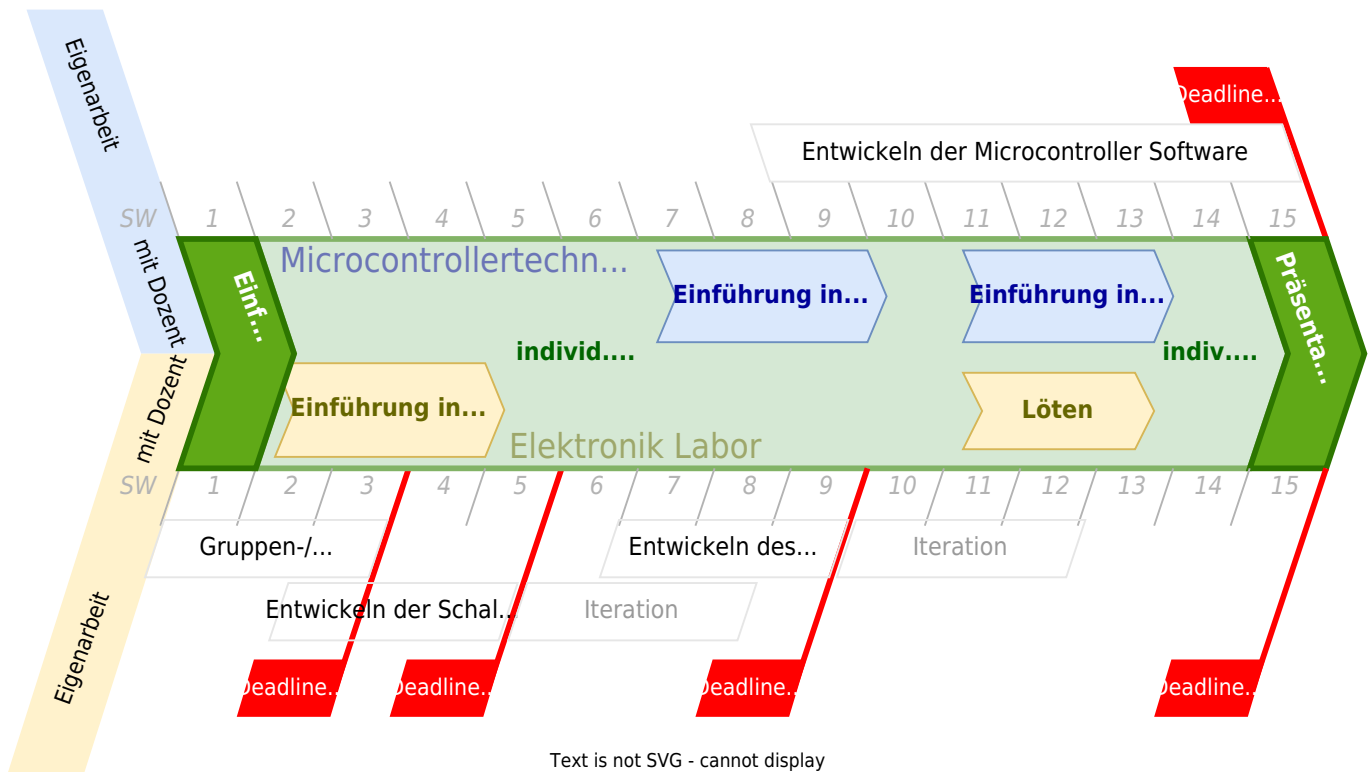 Eigenarbeit
Deadline...
Entwickeln der Microcontroller Software
SW 1 2 3 4 5 6 7 8 9 10 11 12 13 14 15
mit Dozent
Einf...
Microcontrollertechn...
Einführung in...
Einführung in...
Präsenta...
individ....
indiv....
mit Dozent
Einführung in...
Löten
Elektronik Labor
SW 1 2 3 4 5 6 7 8 9 10 11 12 13 14 15
Gruppen-/...
Entwickeln des...
Iteration
Eigenarbeit
Entwickeln der Schal...
Iteration
Deadline...
Deadline...
Deadline...
Deadline...
Text is not SVG - cannot display